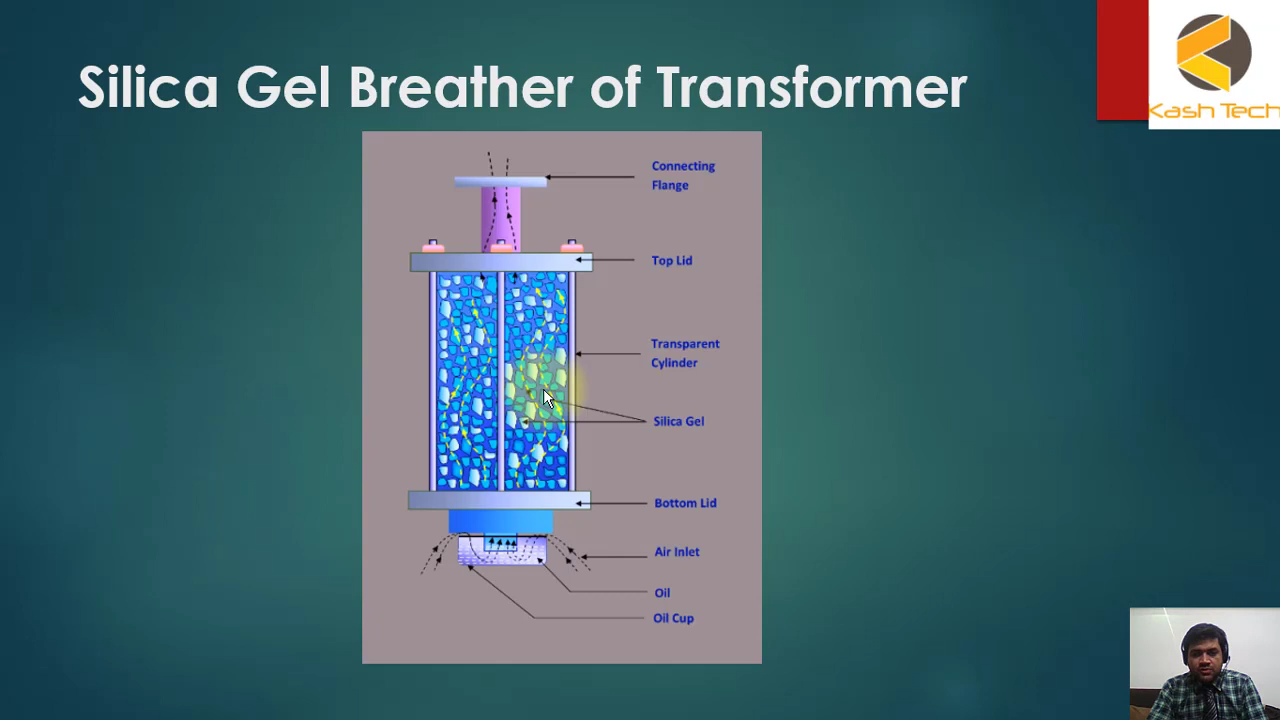 Silica Gel Breather of Transformer
Kash Tech
Connecting
Flange
Top Lid
Transparent
Cylinder
Silica Gel
Bottom Lid
Air Inlet
Oil
Oil Cup